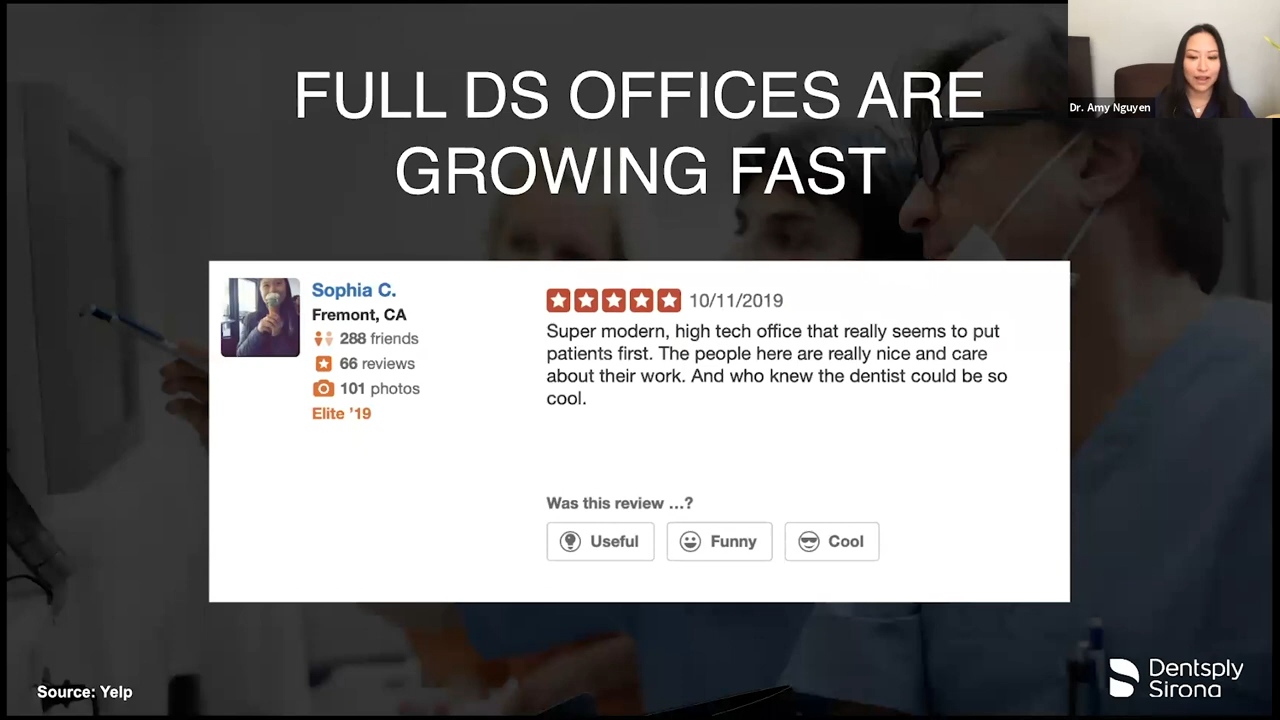 FULL DS OFFICES ARE
GROWING FAST
Dr. Amy Nguyen
Sophia C.
Fremont, CA
288 friends
66 reviews
101 photos
Elite '19
10/11/2019
Super modern, high tech office that really seems to put
patients first. The people here are really nice and care
about their work. And who knew the dentist could be so
cool.
Was this review …?
Useful
Funny
Cool
Source: Yelp
Dentsply
Sirona